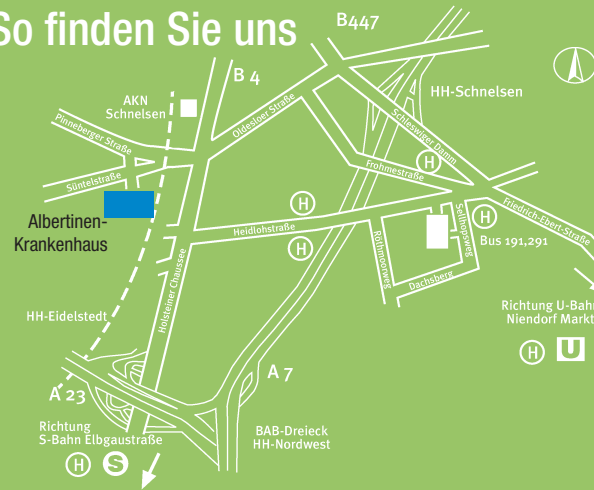 So finden Sie uns
B447
B 4
AKN
Schnelsen
HH-Schnelsen
Oldesloer Straße
Pinneberger Straße
Schleswiger Damm
Frohmestraße
H
Süntelstraße
H
H
Friedrich-Ebert-Straße
Albertinen-
Krankenhaus
Heidlohstraße
H
Sellhopsweg
Bus 191,291
Röthmoorweg
Dachsberg
Holsteiner Chaussee
HH-Eidelstedt
Richtung U-Bahn
Niendorf Markt
H U
A 7
A 23
Richtung
S-Bahn Elbgaustraße
H S
BAB-Dreieck
HH-Nordwest